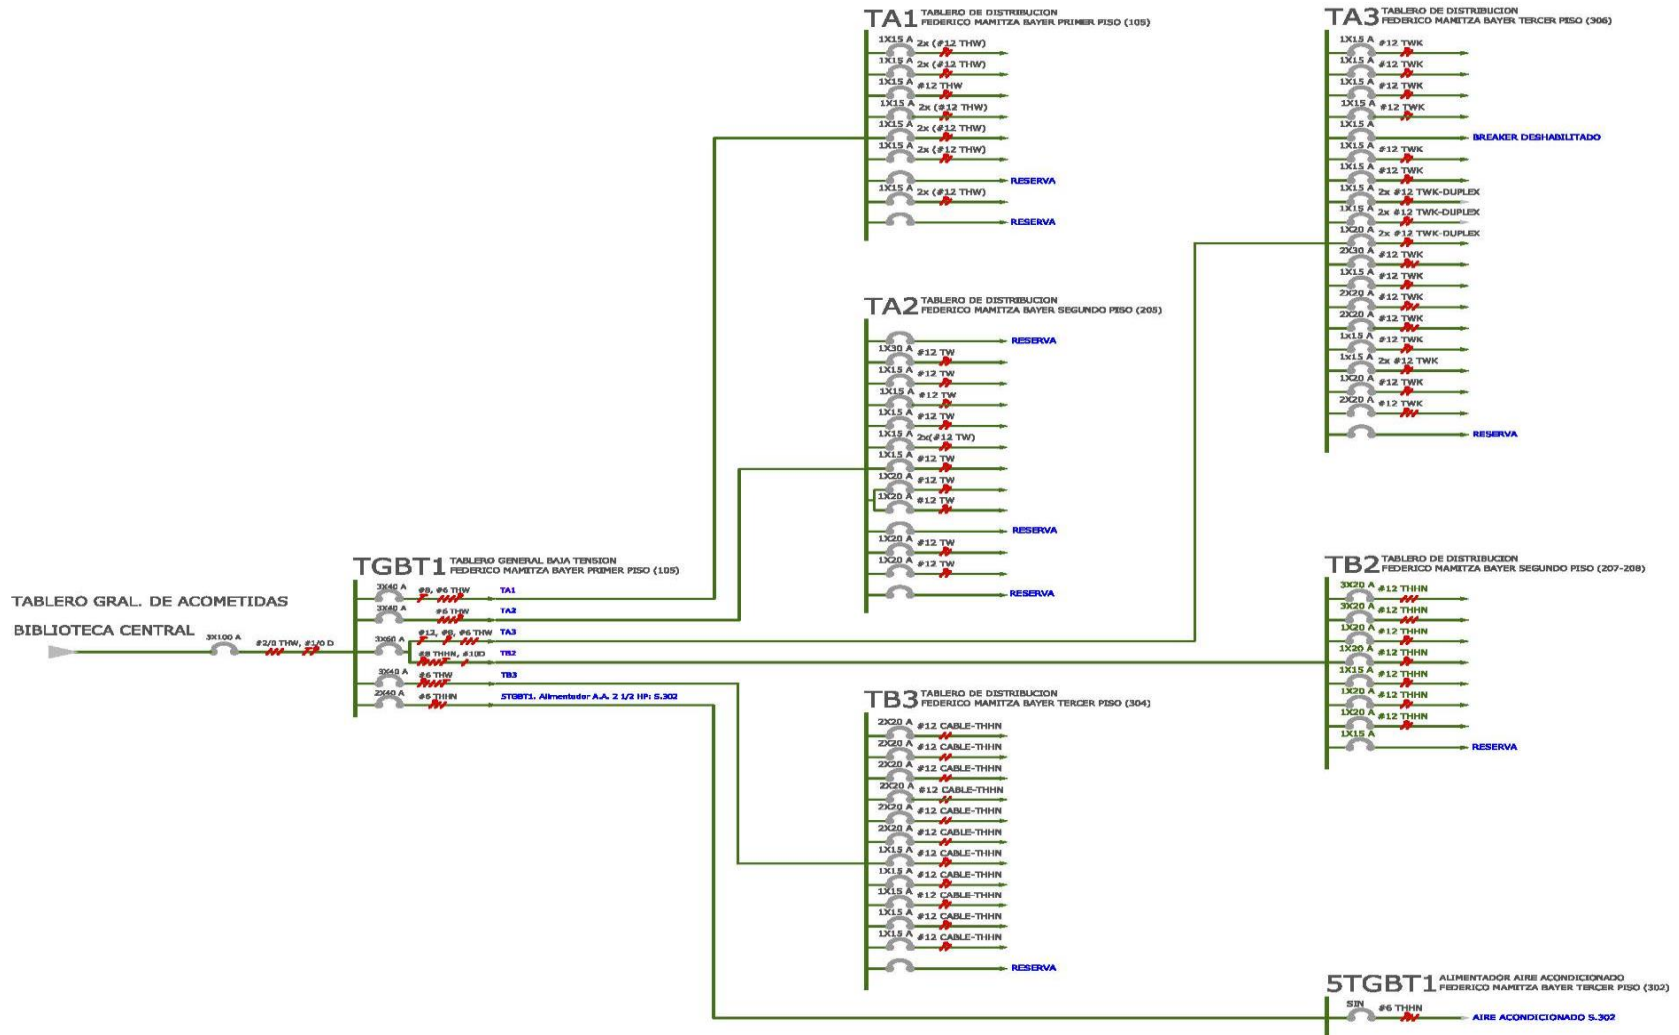 TABLERO GRAL. DE ACOMETIDAS
BIBLIOTECA CENTRAL
3X100 A
#2/0 THW, #1/0 D
TGBT1 TABLERO GENERAL BAJA TENSION
FEDERICO MAMITZA BAYER PRIMER PISO (105)
3X40 A #8, #6 THW TA1
3X40 A #6 THW TA2
3X60 A #12, #8, #6 THW TA3
#8 THHN, #10D TB2
3X40 A #6 THW TB3
2X40 A #6 THHN 5TGBT1. Alimentador A.A. 2 1/2 HP: S.302
TA1 TABLERO DE DISTRIBUCION
FEDERICO MAMITZA BAYER PRIMER PISO (105)
1X15 A 2x (#12 THW)
1X15 A 2x (#12 THW)
1X15 A #12 THW
1X15 A 2x (#12 THW)
1X15 A 2x (#12 THW)
1X15 A 2x (#12 THW)
RESERVA
1X15 A 2x (#12 THW)
RESERVA
TA2 TABLERO DE DISTRIBUCION
FEDERICO MAMITZA BAYER SEGUNDO PISO (205)
RESERVA
1X30 A #12 TW
1X15 A #12 TW
1X15 A #12 TW
1X15 A #12 TW
1X15 A 2x(#12 TW)
1X15 A #12 TW
1X20 A #12 TW
1X20 A #12 TW
RESERVA
1X20 A #12 TW
1X20 A #12 TW
RESERVA
TB3 TABLERO DE DISTRIBUCION
FEDERICO MAMITZA BAYER TERCER PISO (304)
2X20 A #12 CABLE-THHN
2X20 A #12 CABLE-THHN
2X20 A #12 CABLE-THHN
2X20 A #12 CABLE-THHN
2X20 A #12 CABLE-THHN
2X20 A #12 CABLE-THHN
1X15 A #12 CABLE-THHN
1X15 A #12 CABLE-THHN
1X15 A #12 CABLE-THHN
1X15 A #12 CABLE-THHN
1X15 A #12 CABLE-THHN
RESERVA
TA3 TABLERO DE DISTRIBUCION
FEDERICO MAMITZA BAYER TERCER PISO (306)
1X15 A #12 TWK
1X15 A #12 TWK
1X15 A #12 TWK
1X15 A #12 TWK
1X15 A BREAKER DESHABILITADO
1X15 A #12 TWK
1X15 A #12 TWK
1X15 A 2x #12 TWK-DUPLEX
1X15 A 2x #12 TWK-DUPLEX
1X20 A 2x #12 TWK-DUPLEX
2X30 A #12 TWK
1X15 A #12 TWK
2X20 A #12 TWK
2X20 A #12 TWK
1x15 A #12 TWK
1x15 A 2x #12 TWK
1X20 A #12 TWK
2X20 A #12 TWK
RESERVA
TB2 TABLERO DE DISTRIBUCION
FEDERICO MAMITZA BAYER SEGUNDO PISO (207-208)
3X20 A #12 THHN
3X20 A #12 THHN
1X20 A #12 THHN
1X20 A #12 THHN
1X15 A #12 THHN
1X20 A #12 THHN
1X20 A #12 THHN
1X15 A RESERVA
5TGBT1 ALIMENTADOR AIRE ACONDICIONADO
FEDERICO MAMITZA BAYER TERCER PISO (302)
SIN #6 THHN AIRE ACONDICIONADO S.302